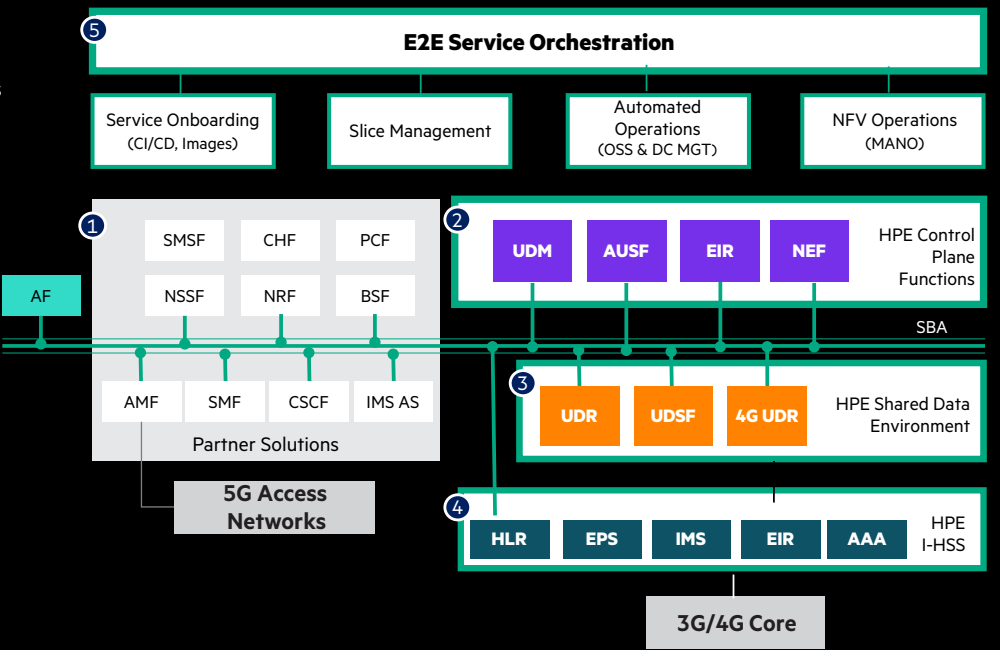 5
E2E Service Orchestration
s
Service Onboarding
(CI/CD, Images)
Slice Management
Automated
Operations
(OSS & DC MGT)
NFV Operations
(MANO)
1
SMSF
CHF
PCF
NSSF
NRF
BSF
AF
2
UDM
AUSF
EIR
NEF
HPE Control
Plane
Functions
SBA
AMF
SMF
CSCF
IMS AS
Partner Solutions
3
UDR
UDSF
4G UDR
HPE Shared Data
Environment
5G Access
Networks
4
HLR
EPS
IMS
EIR
AAA
HPE
I-HSS
3G/4G Core